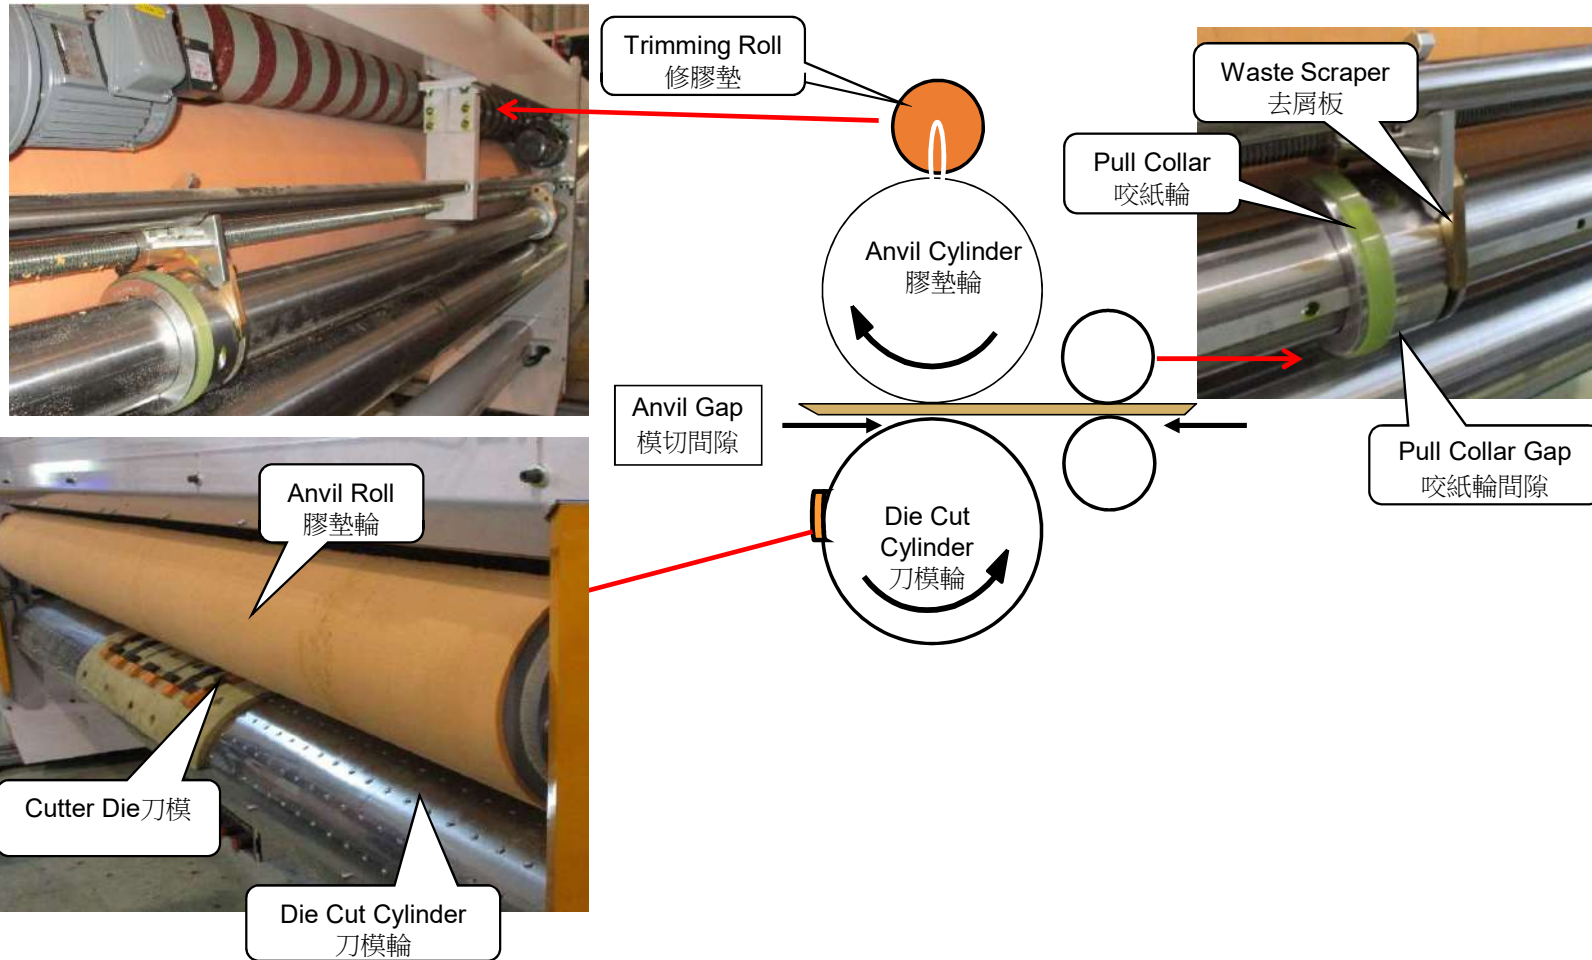 Trimming Roll
修膠墊
Waste Scraper
去屑板
Pull Collar
咬紙輪
Anvil Cylinder
膠墊輪
Anvil Gap
模切間隙
Pull Collar Gap
咬紙輪間隙
Anvil Roll
膠墊輪
Die Cut
Cylinder
刀模輪
Cutter Die刀模
Die Cut Cylinder
刀模輪